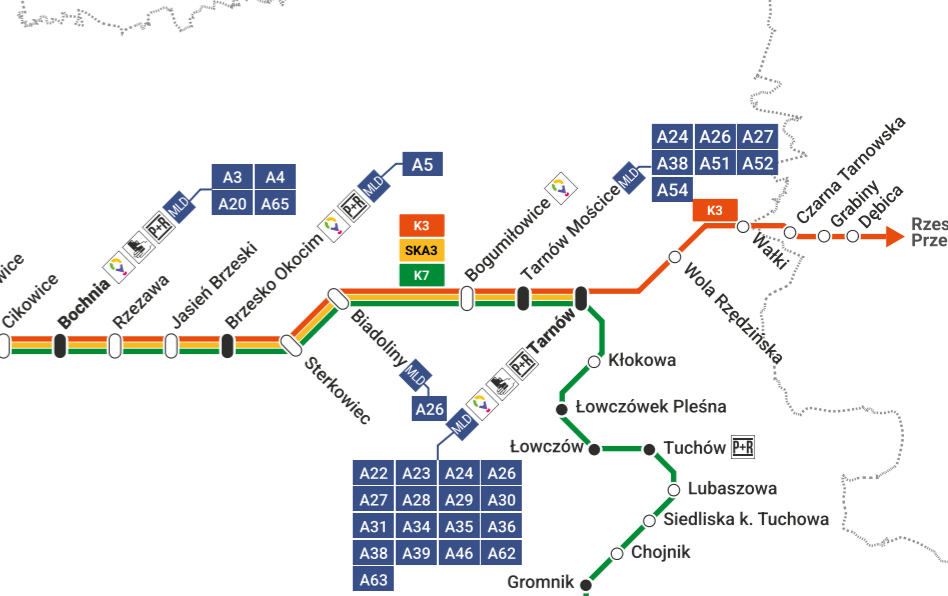 A24 A26 A27
A38 A51 A52
A54
MLD
K3
A5
MLD
P+R
A3 A4
A20 A65
MLD
P+R
K3
SKA3
K7
wice
Cikowice
Bochnia
Rzezawa
Jasień Brzeski
Brzesko Okocim
Sterkowiec
Biadoliny
MLD
A26
Bogumiłowice
Tarnów Mościce
Tarnów
P+R
MLD
A22 A23 A24 A26
A27 A28 A29 A30
A31 A34 A35 A36
A38 A39 A46 A62
A63
Wola Rzędzińska
Wałki
Czarna Tarnowska
Grabiny
Dębica
Rzes
Prze
Kłokowa
Łowczówek Pleśna
Łowczów
Tuchów P+R
Lubaszowa
Siedliska k. Tuchowa
Chojnik
Gromnik